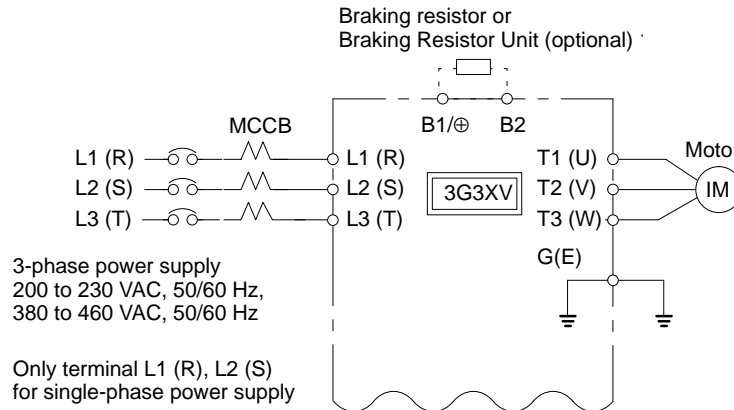 Braking resistor or
Braking Resistor Unit (optional)
B1/⊕ B2
MCCB
L1 (R) L1 (R) T1 (U) Moto
L2 (S) L2 (S) 3G3XV T2 (V) IM
L3 (T) L3 (T) T3 (W)
G(E)
3-phase power supply
200 to 230 VAC, 50/60 Hz,
380 to 460 VAC, 50/60 Hz
Only terminal L1 (R), L2 (S)
for single-phase power supply